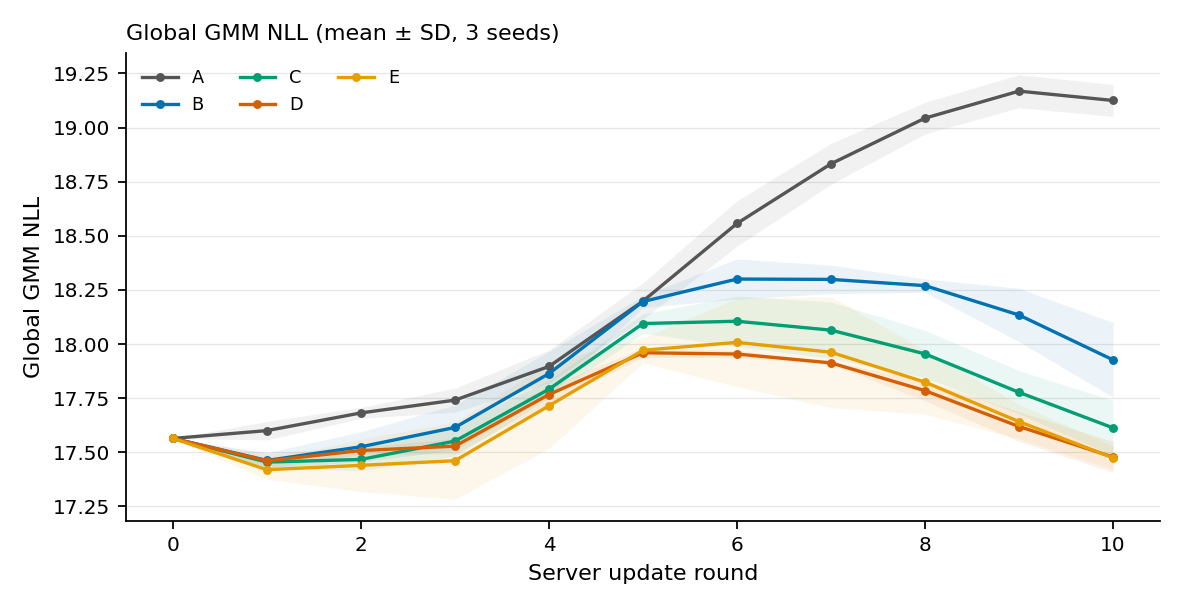 Global GMM NLL (mean ± SD, 3 seeds)
A C E
B D
Global GMM NLL
19.25
19.00
18.75
18.50
18.25
18.00
17.75
17.50
17.25
0 2 4 6 8 10
Server update round